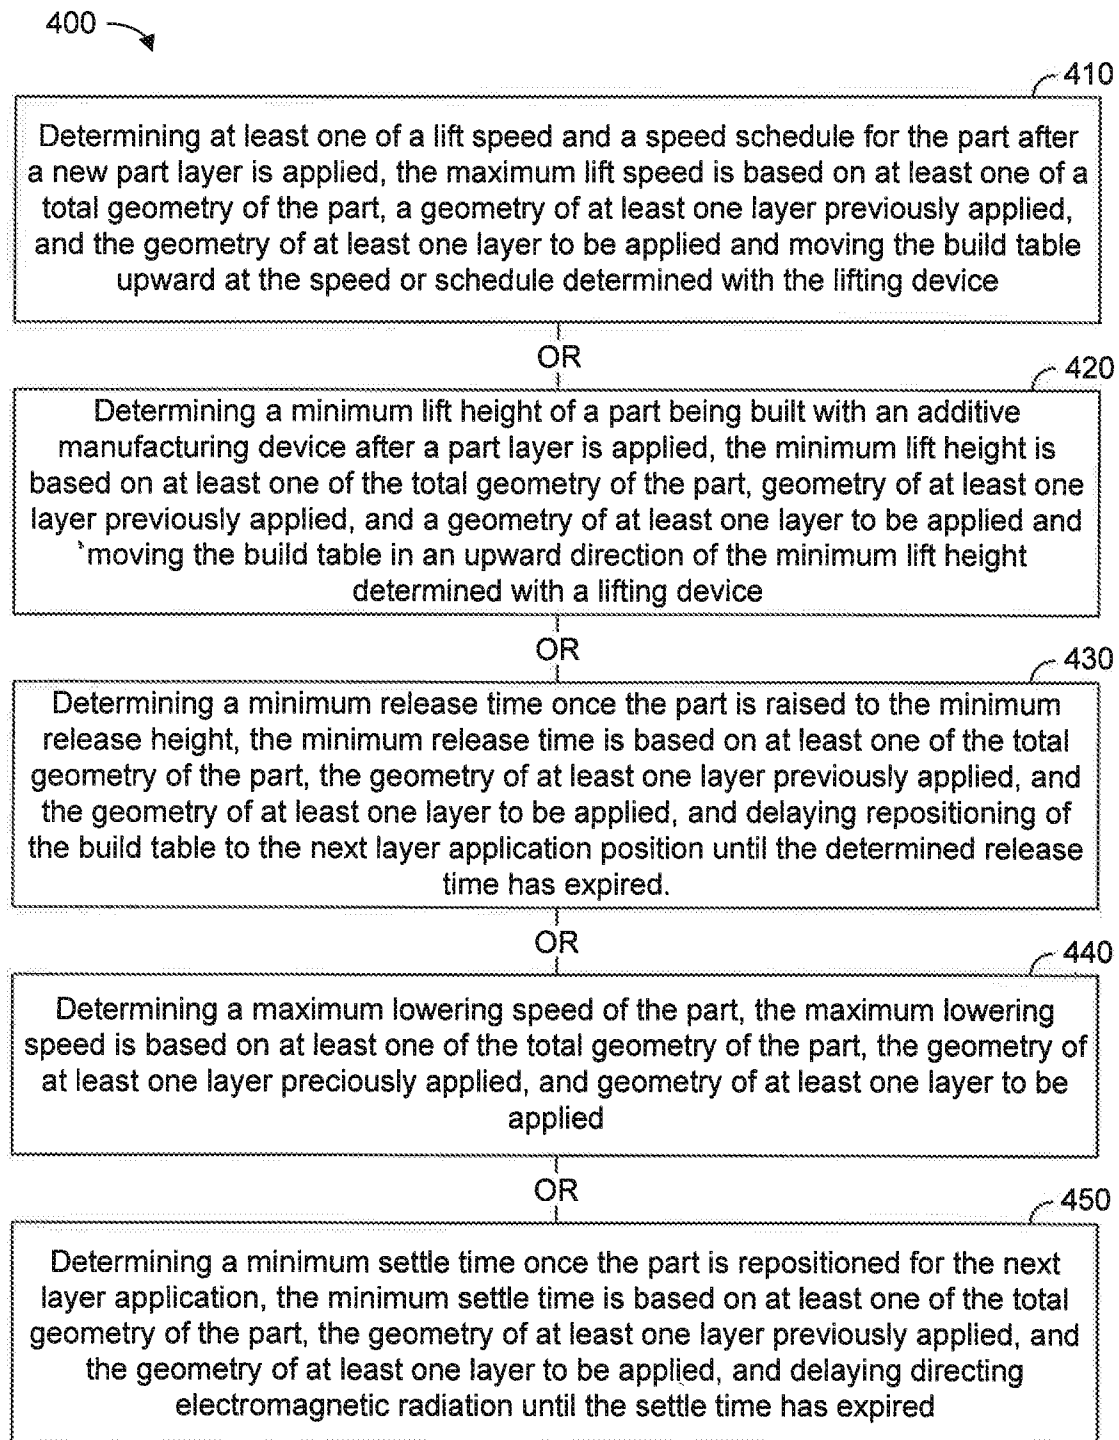 400
410
Determining at least one of a lift speed and a speed schedule for the part after
a new part layer is applied, the maximum lift speed is based on at least one of a
total geometry of the part, a geometry of at least one layer previously applied,
and the geometry of at least one layer to be applied and moving the build table
upward at the speed or schedule determined with the lifting device
OR
420
Determining a minimum lift height of a part being built with an additive
manufacturing device after a part layer is applied, the minimum lift height is
based on at least one of the total geometry of the part, geometry of at least one
layer previously applied, and a geometry of at least one layer to be applied and
moving the build table in an upward direction of the minimum lift height
determined with a lifting device
OR
430
Determining a minimum release time once the part is raised to the minimum
release height, the minimum release time is based on at least one of the total
geometry of the part, the geometry of at least one layer previously applied, and
the geometry of at least one layer to be applied, and delaying repositioning of
the build table to the next layer application position until the determined release
time has expired.
OR
440
Determining a maximum lowering speed of the part, the maximum lowering
speed is based on at least one of the total geometry of the part, the geometry of
at least one layer preciously applied, and geometry of at least one layer to be
applied
OR
450
Determining a minimum settle time once the part is repositioned for the next
layer application, the minimum settle time is based on at least one of the total
geometry of the part, the geometry of at least one layer previously applied, and
the geometry of at least one layer to be applied, and delaying directing
electromagnetic radiation until the settle time has expired